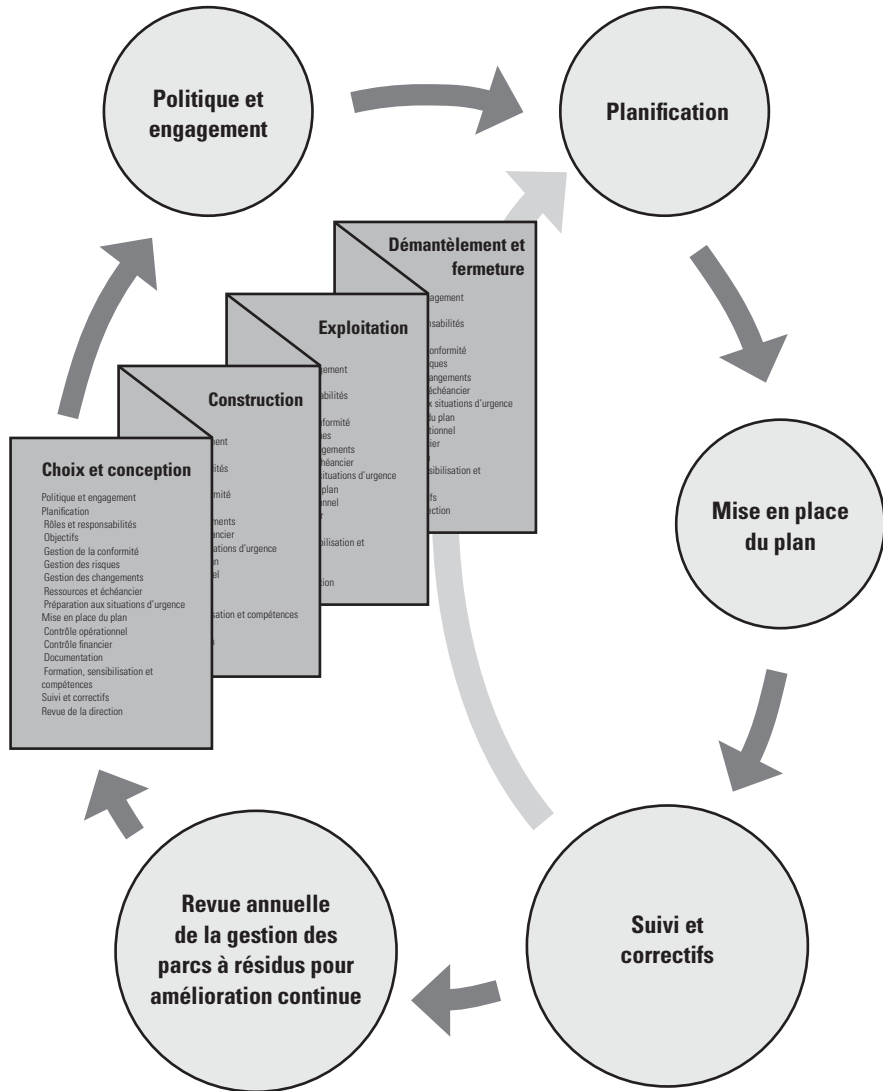 Politique et
engagement
Planification
Démantèlement et
fermeture
Exploitation
Construction
Choix et conception
Politique et engagement
Planification
Rôles et responsabilités
Objectifs
Gestion de la conformité
Gestion des risques
Gestion des changements
Ressources et échéancier
Préparation aux situations d'urgence
Mise en place du plan
Contrôle opérationnel
Contrôle financier
Documentation
Formation, sensibilisation et
compétences
Suivi et correctifs
Revue de la direction
Mise en place
du plan
Suivi et
correctifs
Revue annuelle
de la gestion des
parcs à résidus pour
amélioration continue